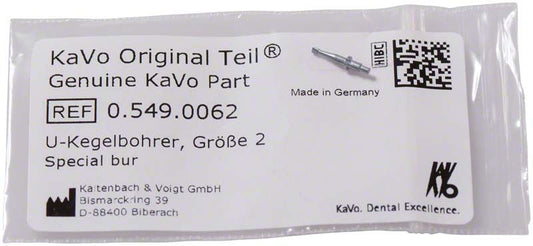 KaVo Original Teil®
Genuine KaVo Part
REF 0.549.0062
U-Kegelbohrer, Größe 2
Special bur
Kaltenbach & Voigt GmbH
Bismarckring 39
D-88400 Biberach
HIBC
Made in Germany
KaVo
KaVo. Dental Excellence.